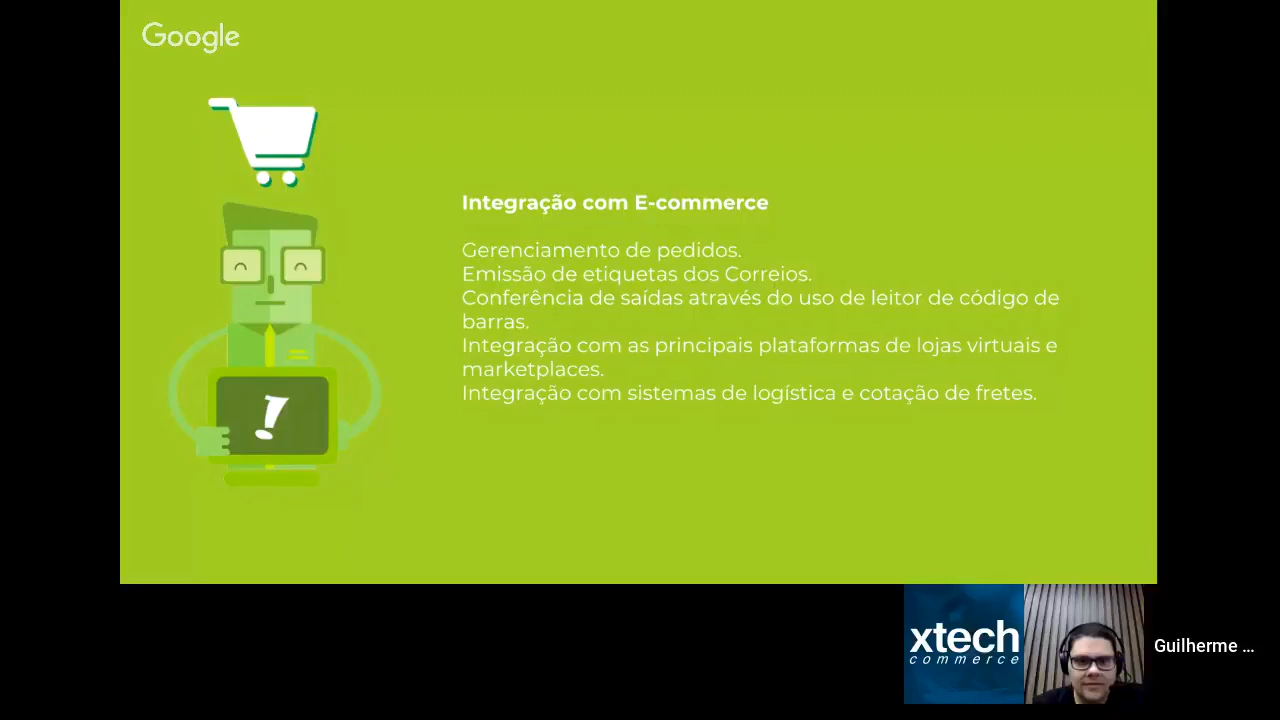 Google
Integração com E-commerce
Gerenciamento de pedidos.
Emissão de etiquetas dos Correios.
Conferência de saídas através do uso de leitor de código de
barras.
Integração com as principais plataformas de lojas virtuais e
marketplaces.
Integração com sistemas de logística e cotação de fretes.
!
xtech
commerce
Guilherme ...